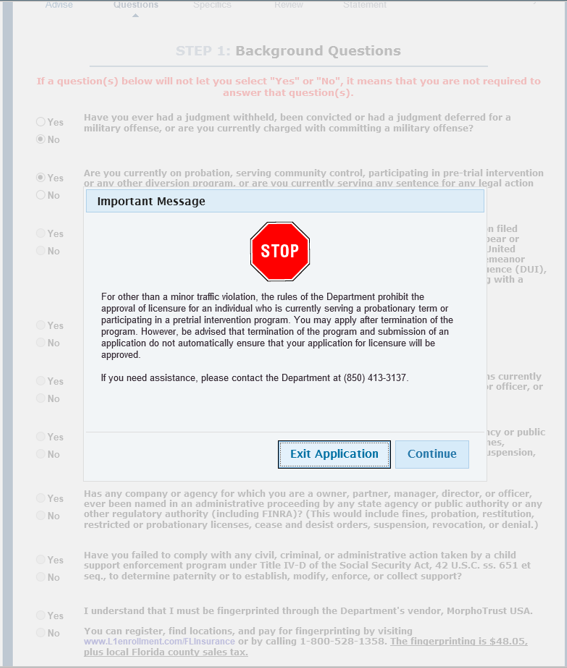 Advise Questions Specifics Review Statement
STEP 1: Background Questions
If a question(s) below will not let you select "Yes" or "No", it means that you are not required to
answer that question(s).
Yes
No
Have you ever had a judgment withheld, been convicted or had a judgment deferred for a
military offense, or are you currently charged with committing a military offense?
Yes
No
Are you currently on probation, serving community control, participating in pre-trial intervention
or any other diversion program, or are you currently serving any sentence for any legal action
Important Message
STOP
For other than a minor traffic violation, the rules of the Department prohibit the
approval of licensure for an individual who is currently serving a probationary term or
participating in a pretrial intervention program. You may apply after termination of the
program. However, be advised that termination of the program and submission of an
application do not automatically ensure that your application for licensure will be
approved.
If you need assistance, please contact the Department at (850) 413-3137.
Exit Application Continue
Yes
No
filed
or
United
(DUI),
with a
Yes
No
Yes
No
currently
or officer, or
Yes
No
or public
Yes
No
Has any company or agency for which you are a owner, partner, manager, director, or officer,
ever been named in an administrative proceeding by any state agency or public authority or any
other regulatory authority (including FINRA)? (This would include fines, probation, restitution,
restricted or probationary licenses, cease and desist orders, suspension, revocation, or denial.)
Yes
No
Have you failed to comply with any civil, criminal, or administrative action taken by a child
support enforcement program under Title IV-D of the Social Security Act, 42 U.S.C. ss. 651 et
seq., to determine paternity or to establish, modify, enforce, or collect support?
Yes
No
I understand that I must be fingerprinted through the Department's vendor, MorphoTrust USA.
You can register, find locations, and pay for fingerprinting by visiting
www.L1enrollment.com/FLInsurance or by calling 1-800-528-1358. The fingerprinting is $48.05,
plus local Florida county sales tax.